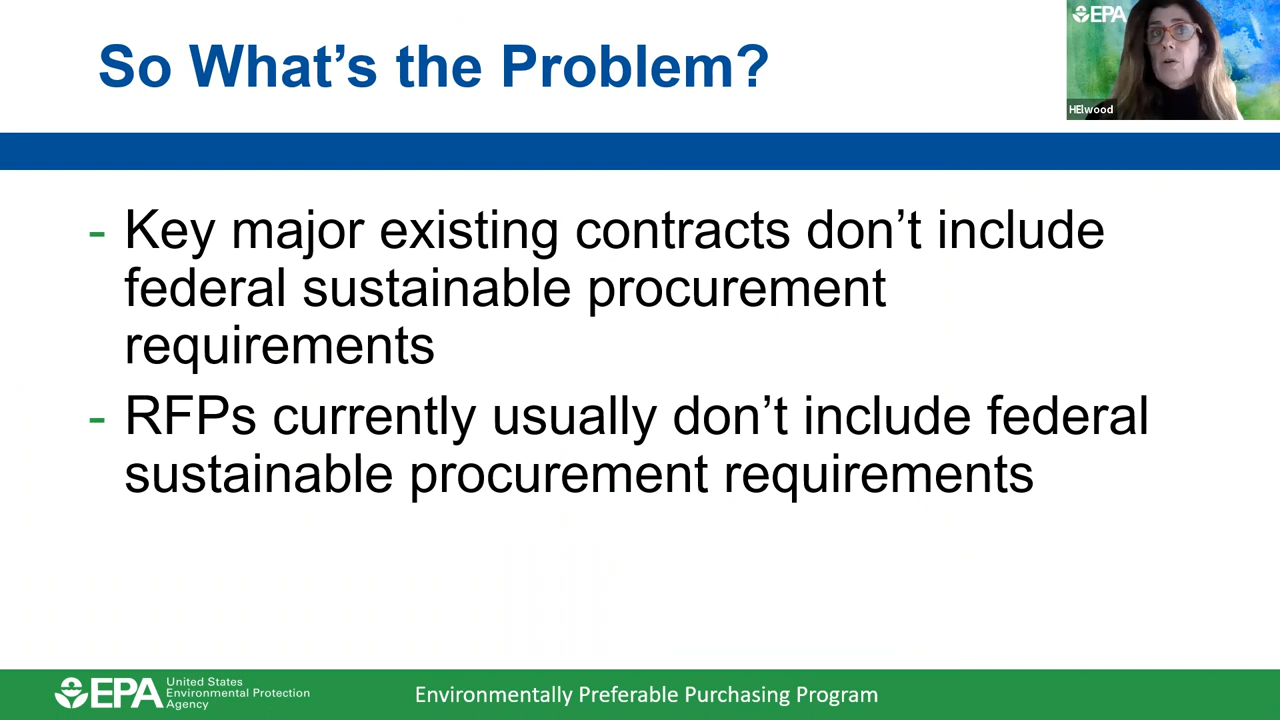 So What’s the Problem?
EPA
HElwood
- Key major existing contracts don’t include
federal sustainable procurement
requirements
- RFPs currently usually don’t include federal
sustainable procurement requirements
EPA
United States
Environmental Protection
Agency
Environmentally Preferable Purchasing Program